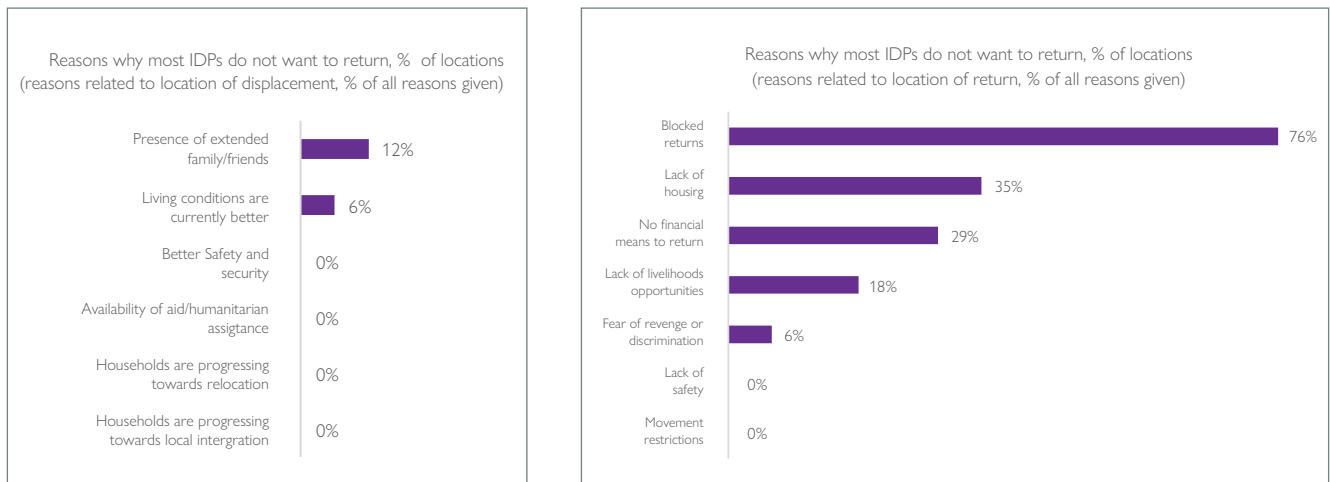 Reasons why most IDPs do not want to return, % of locations
(reasons related to location of displacement, % of all reasons given)
Presence of extended
family/friends
12%
Living conditions are
currently better
6%
Better Safety and
security
0%
Availability of aid/humanitarian
assigtance
0%
Households are progressing
towards relocation
0%
Households are progressing
towards local intergration
0%
Reasons why most IDPs do not want to return, % of locations
(reasons related to location of return, % of all reasons given)
Blocked
returns
76%
Lack of
housirg
35%
No financial
means to return
29%
Lack of livelihoods
opportunities
18%
Fear of revenge or
discrimination
6%
Lack of
safety
0%
Movement
restrictions
0%